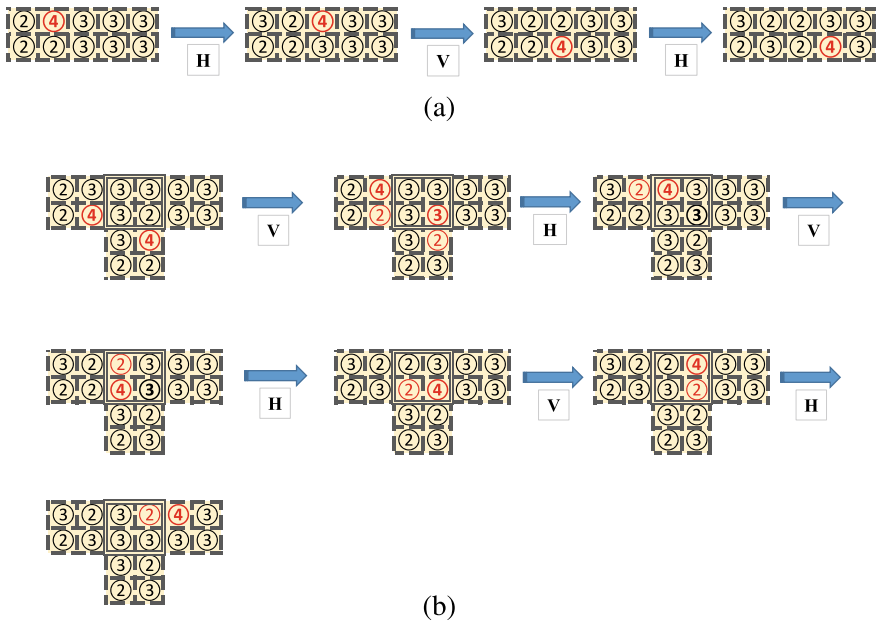 2 4 3 3 3 3 2 4 3 3 3 2 2 3 3 3 2 2 3 3
2 2 3 3 3 2 2 3 3 3 2 2 4 3 3 2 3 2 4 3
H V H
(a)
2 3 3 3 3 3 2 4 3 3 3 3 3 2 4 3 3 3
2 4 3 2 3 3 2 2 3 3 3 3 2 2 3 3 3 3
V H V
3 4 3 2 3 2
2 2 2 3 2 3
3 2 2 3 3 3 3 2 2 3 3 3 3 2 2 4 3 3
2 2 4 3 3 3 2 3 2 4 3 3 2 3 3 2 3 3
H V H
3 2 3 2 3 2
2 3 2 3 2 3
3 2 3 2 4 3
2 3 3 3 3 3
3 2
2 3
(b)